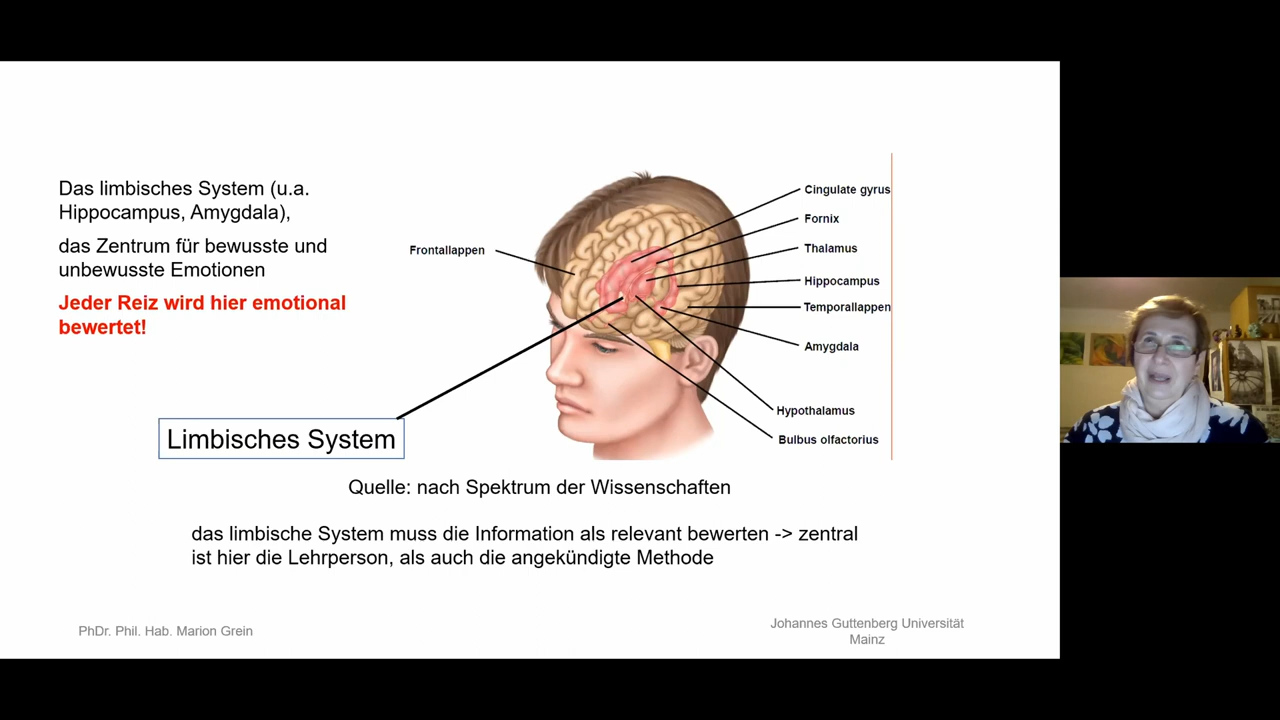 Das limbisches System (u.a.
Hippocampus, Amygdala),
das Zentrum für bewusste und
unbewusste Emotionen
Jeder Reiz wird hier emotional
bewertet!
Limbisches System
Frontallappen
Cingulate gyrus
Fornix
Thalamus
Hippocampus
Temporallappen
Amygdala
Hypothalamus
Bulbus olfactorius
Quelle: nach Spektrum der Wissenschaften
das limbische System muss die Information als relevant bewerten -> zentral
ist hier die Lehrperson, als auch die angekündigte Methode
PhDr. Phil. Hab. Marion Grein
Johannes Guttenberg Universität
Mainz